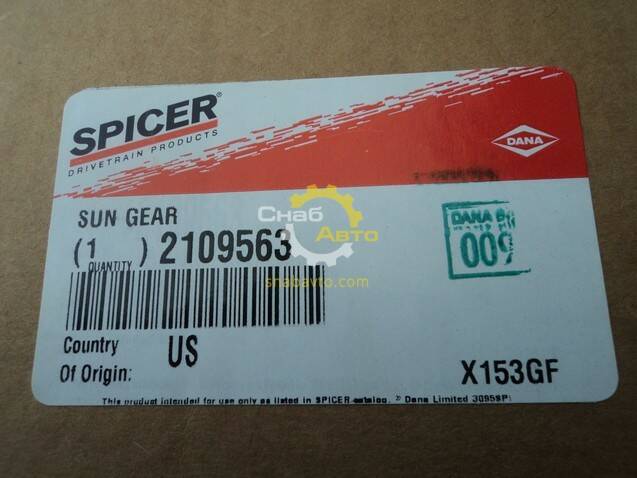 SPICER®
DRIVETRAIN PRODUCTS
DANA
SUN GEAR
Снаб
Авто
(1 ) 2109563
QUANTITY
snabavto.com
DANA
009
Country
Of Origin:
US
X153GF
This product intended for use only as listed in SPICER catalog. Dana Limited 3095SP